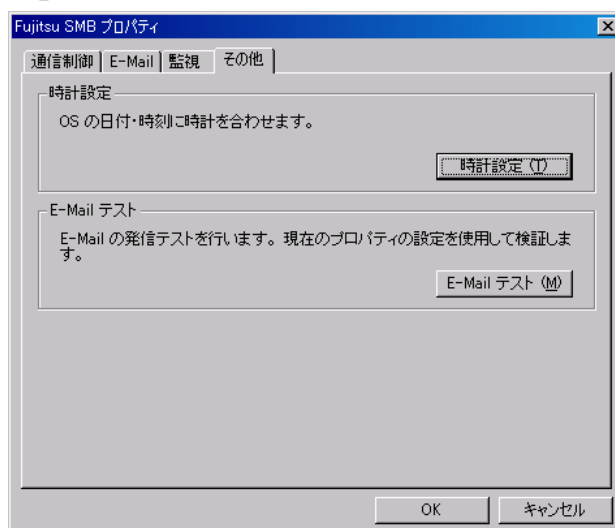 Fujitsu SMB プロパティ
通信制御 E-Mail 監視 その他
時計設定
OS の日付・時刻に時計を合わせます。
時計設定 (T)
E-Mail テスト
E-Mail の発信テストを行います。現在のプロパティの設定を使用して検証しま
す。
E-Mail テスト (M)
OK キャンセル